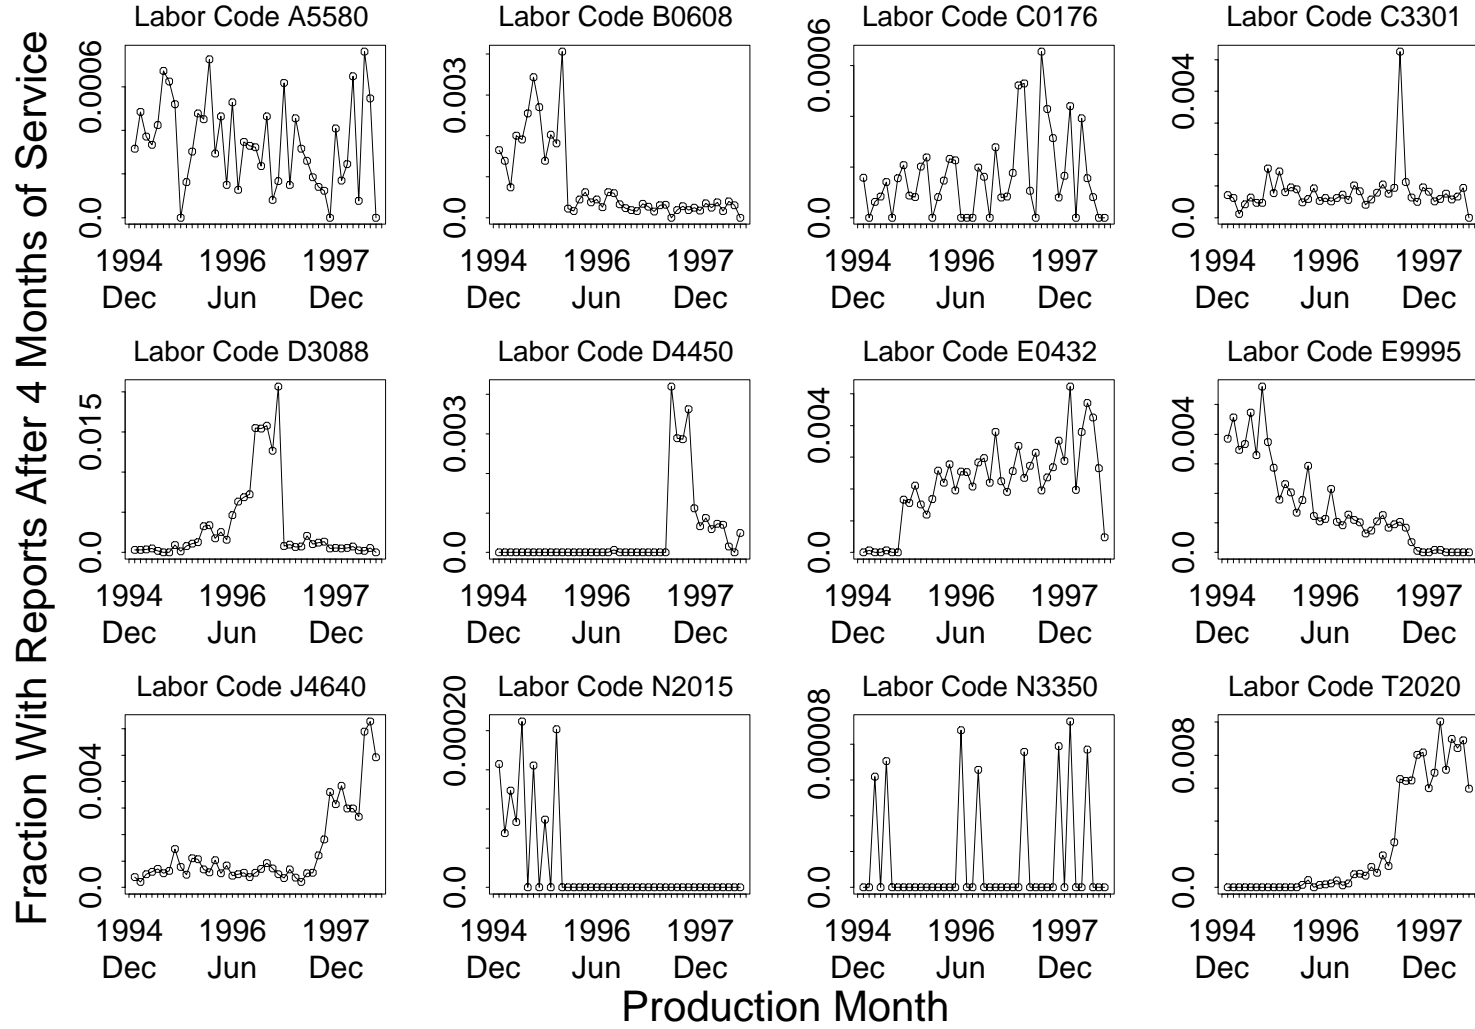 Fraction With Reports After 4 Months of Service
Labor Code A5580
0.0006
0.0
1994 1996 1997
Dec Jun Dec
Labor Code B0608
0.003
0.0
1994 1996 1997
Dec Jun Dec
Labor Code C0176
0.0006
0.0
1994 1996 1997
Dec Jun Dec
Labor Code C3301
0.004
0.0
1994 1996 1997
Dec Jun Dec
Labor Code D3088
0.015
0.0
1994 1996 1997
Dec Jun Dec
Labor Code D4450
0.003
0.0
1994 1996 1997
Dec Jun Dec
Labor Code E0432
0.004
0.0
1994 1996 1997
Dec Jun Dec
Labor Code E9995
0.004
0.0
1994 1996 1997
Dec Jun Dec
Labor Code J4640
0.004
0.0
1994 1996 1997
Dec Jun Dec
Labor Code N2015
0.00020
0.0
1994 1996 1997
Dec Jun Dec
Labor Code N3350
0.00008
0.0
1994 1996 1997
Dec Jun Dec
Labor Code T2020
0.008
0.0
1994 1996 1997
Dec Jun Dec
Production Month